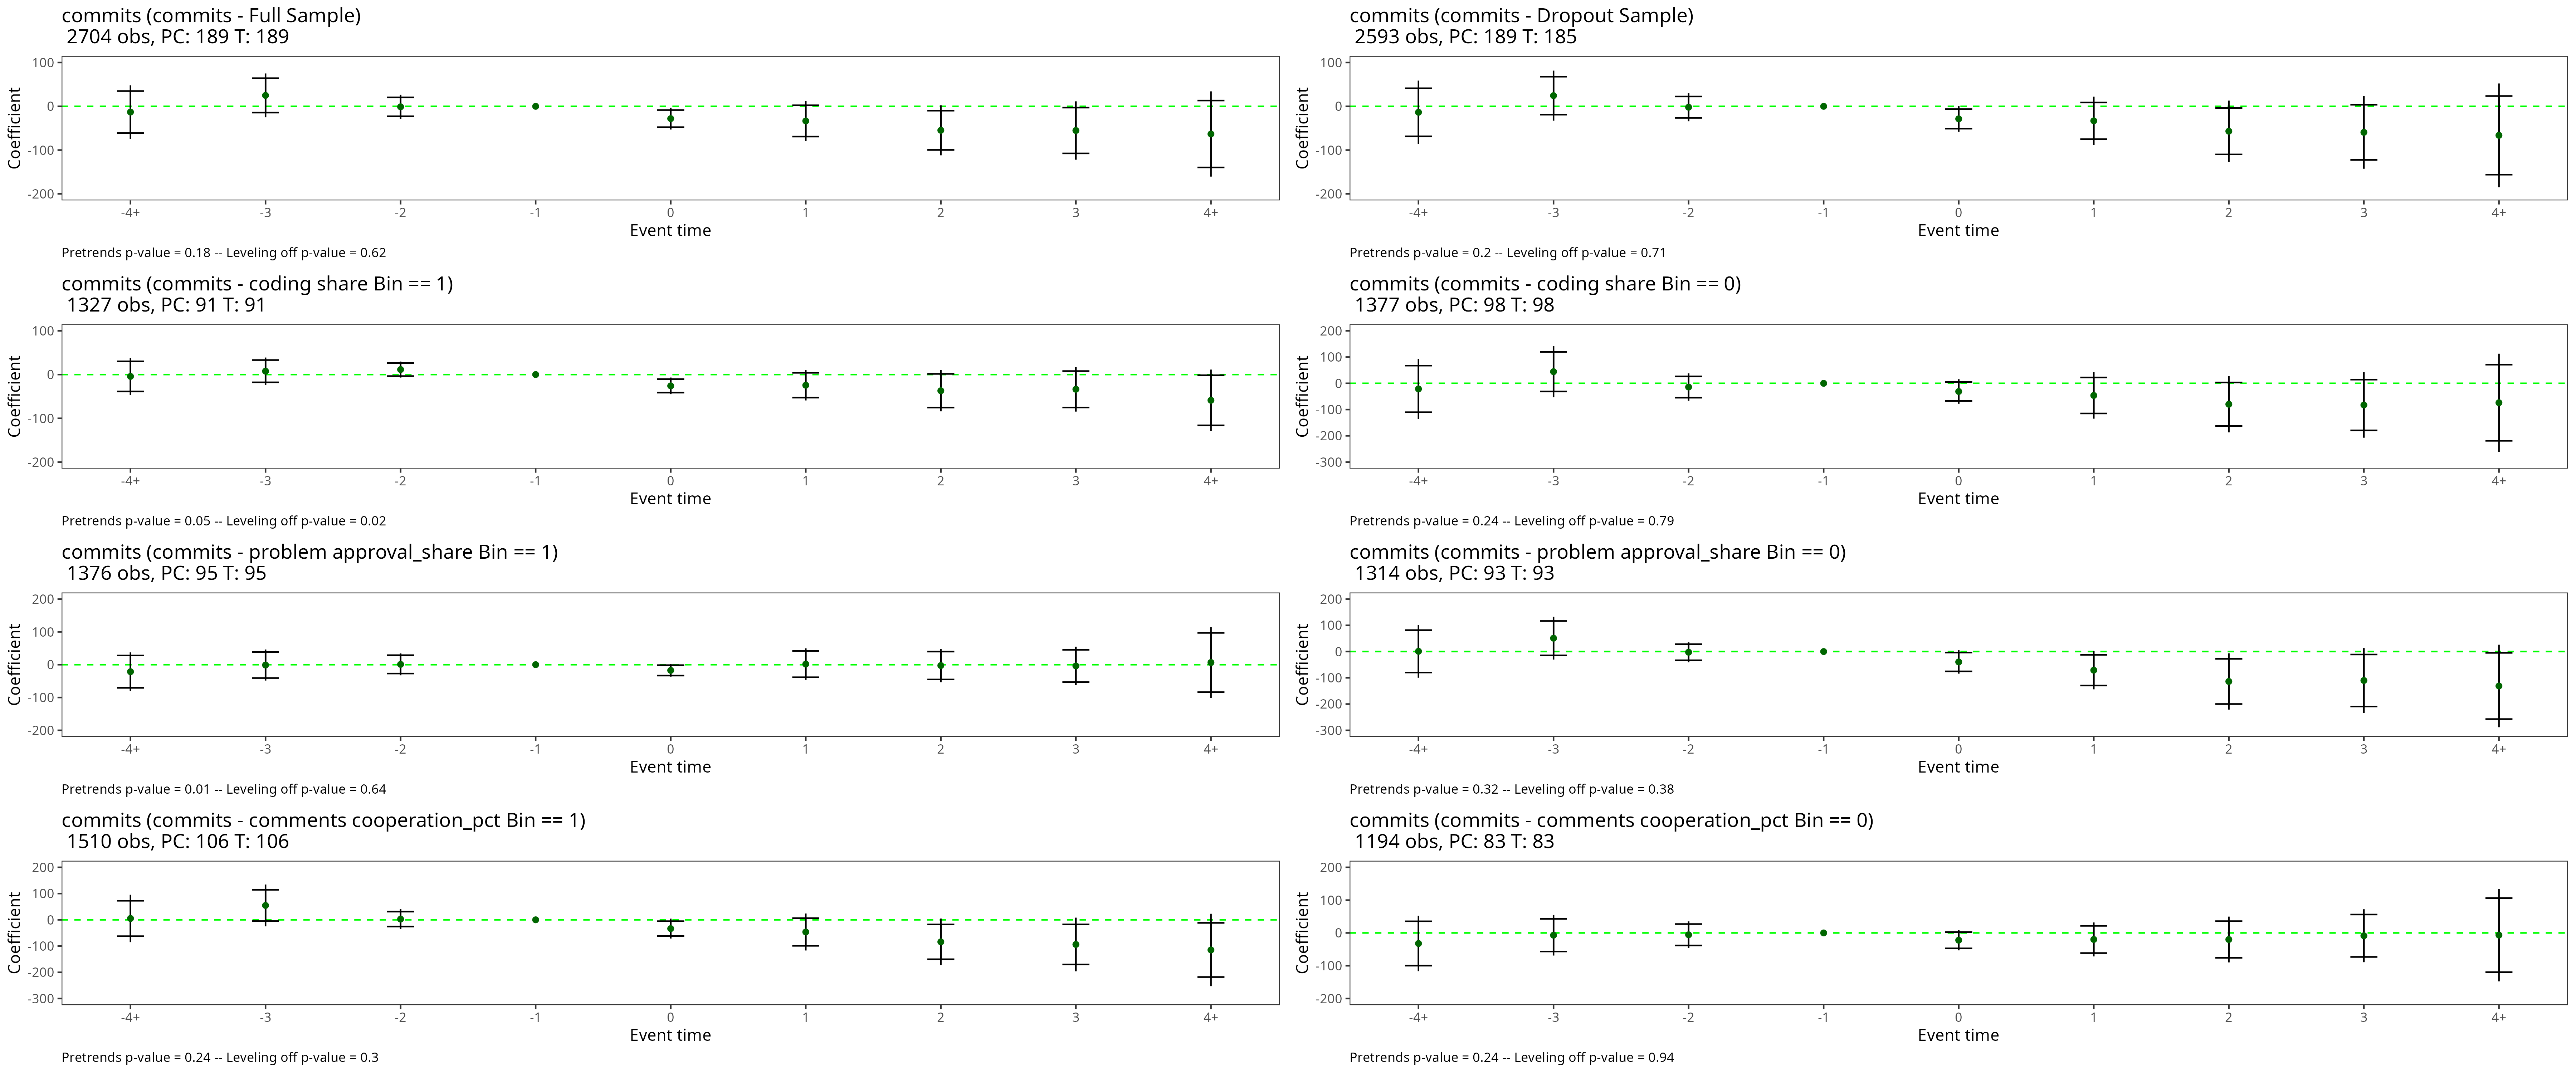 commits (commits - Full Sample)
2704 obs, PC: 189 T: 189
100
0
-100
-200
Coefficient
-4+ -3 -2 -1 0 1 2 3 4+
Event time
Pretrends p-value = 0.18 -- Leveling off p-value = 0.62
commits (commits - Dropout Sample)
2593 obs, PC: 189 T: 185
100
0
-100
-200
Coefficient
-4+ -3 -2 -1 0 1 2 3 4+
Event time
Pretrends p-value = 0.2 -- Leveling off p-value = 0.71
commits (commits - coding share Bin == 1)
1327 obs, PC: 91 T: 91
100
0
-100
-200
Coefficient
-4+ -3 -2 -1 0 1 2 3 4+
Event time
Pretrends p-value = 0.05 -- Leveling off p-value = 0.02
commits (commits - coding share Bin == 0)
1377 obs, PC: 98 T: 98
200
100
0
-100
-200
-300
Coefficient
-4+ -3 -2 -1 0 1 2 3 4+
Event time
Pretrends p-value = 0.24 -- Leveling off p-value = 0.79
commits (commits - problem approval_share Bin == 1)
1376 obs, PC: 95 T: 95
200
100
0
-100
-200
Coefficient
-4+ -3 -2 -1 0 1 2 3 4+
Event time
Pretrends p-value = 0.01 -- Leveling off p-value = 0.64
commits (commits - problem approval_share Bin == 0)
1314 obs, PC: 93 T: 93
200
100
0
-100
-200
-300
Coefficient
-4+ -3 -2 -1 0 1 2 3 4+
Event time
Pretrends p-value = 0.32 -- Leveling off p-value = 0.38
commits (commits - comments cooperation_pct Bin == 1)
1510 obs, PC: 106 T: 106
200
100
0
-100
-200
-300
Coefficient
-4+ -3 -2 -1 0 1 2 3 4+
Event time
Pretrends p-value = 0.24 -- Leveling off p-value = 0.3
commits (commits - comments cooperation_pct Bin == 0)
1194 obs, PC: 83 T: 83
200
100
0
-100
-200
Coefficient
-4+ -3 -2 -1 0 1 2 3 4+
Event time
Pretrends p-value = 0.24 -- Leveling off p-value = 0.94